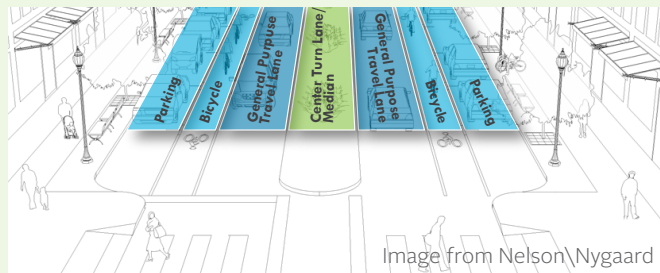 Parking
Bicycle
General Purpose
Travel Lane
Center Turn Lane/
Median
General Purpose
Travel Lane
Bicycle
Parking
Image from Nelson\Nygaard